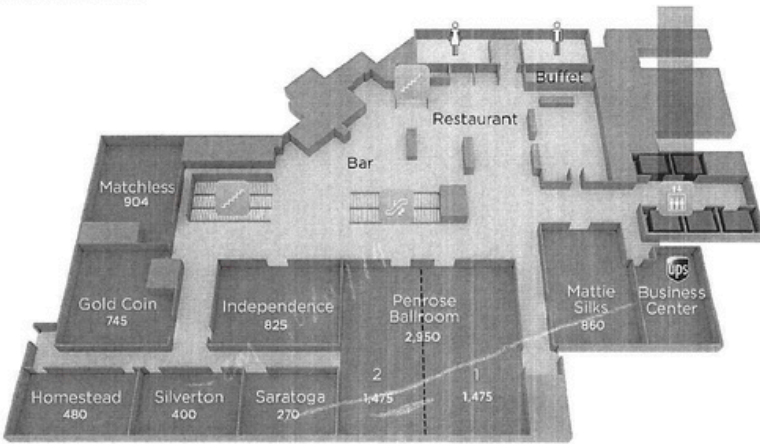 Buffet
Restaurant
Bar
Matchless
904
Gold Coin
745
Independence
825
Penrose
Ballroom
2,950
Mattie
Silks
860
ups
Business
Center
2
1,475
1
1,475
Homestead
480
Silverton
400
Saratoga
270